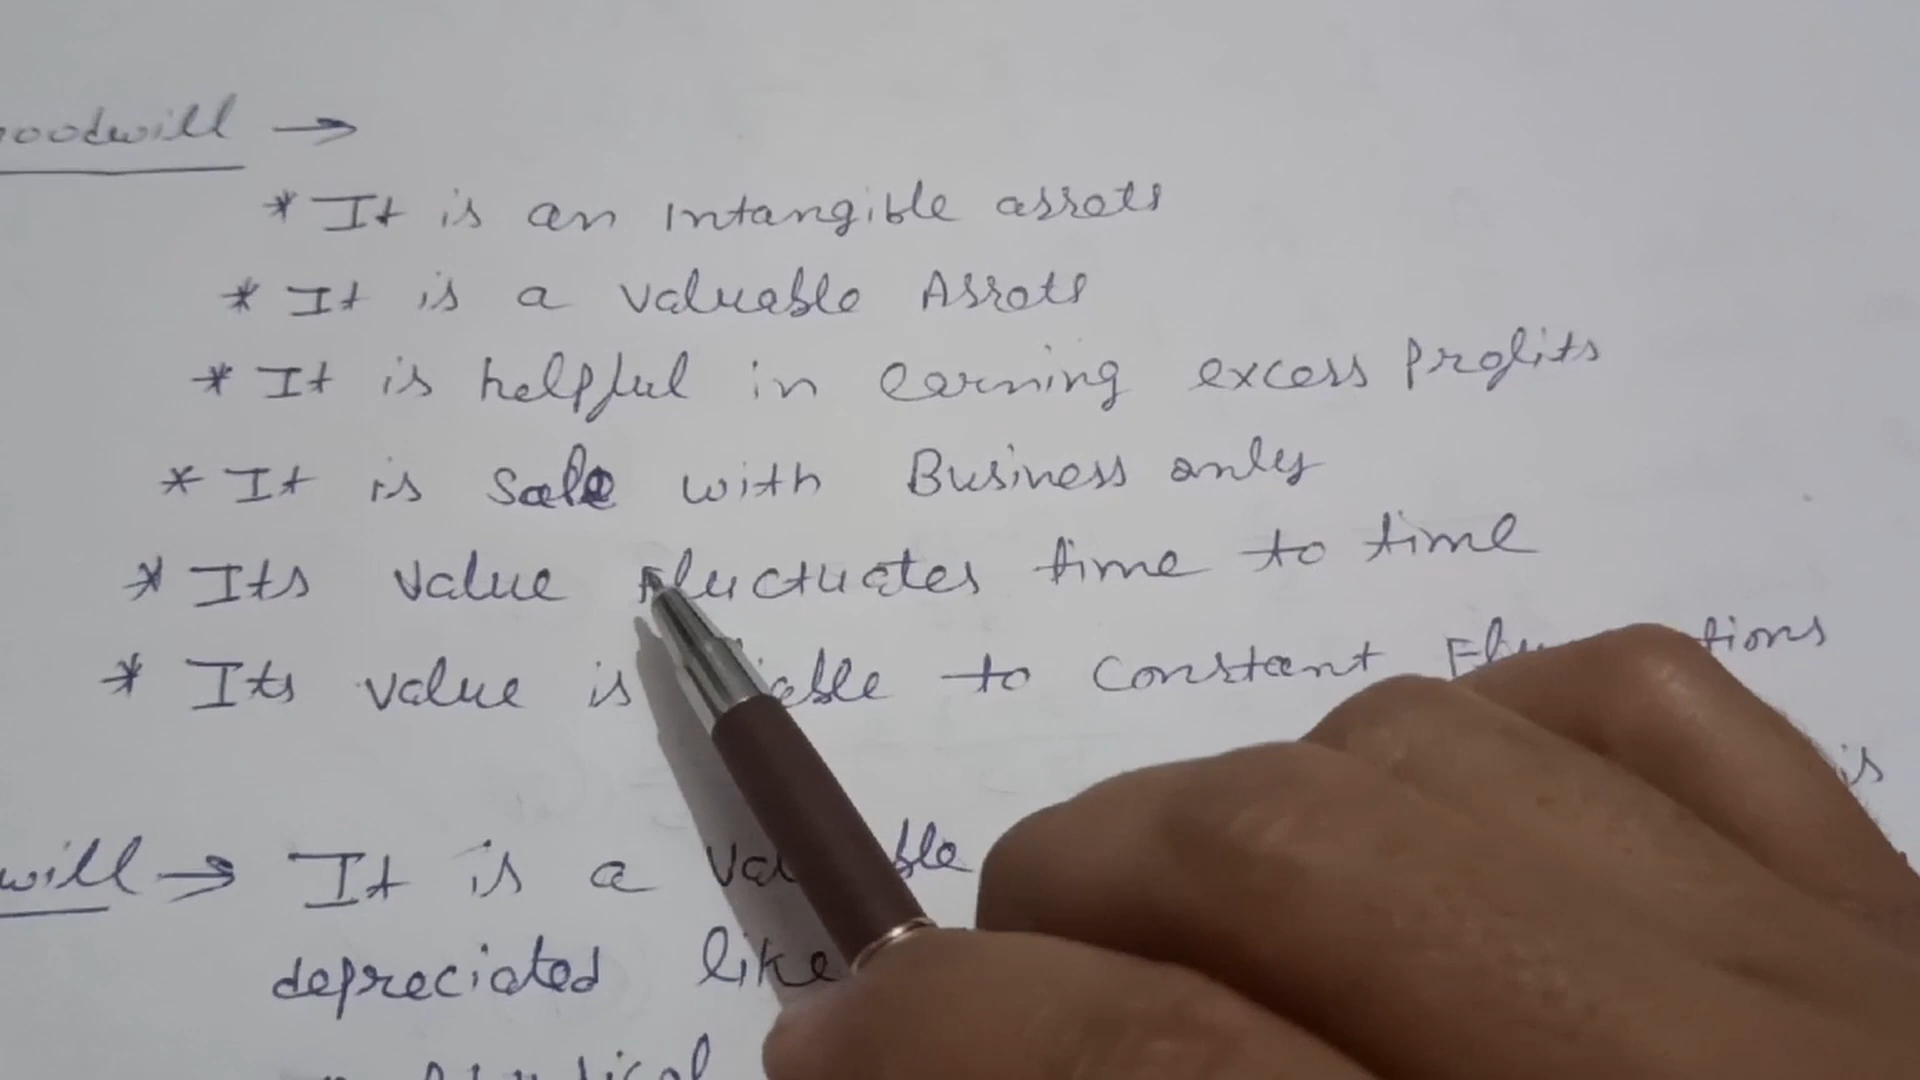 oodwill →
* It is an Intangible assets
* It is a valuable Assets
* It is helpful in earning excess Profits
* It is Sale with Business only
* Its value Fluctuates time to time
* Its value is to Constant
is
will → It is a
depreciated like